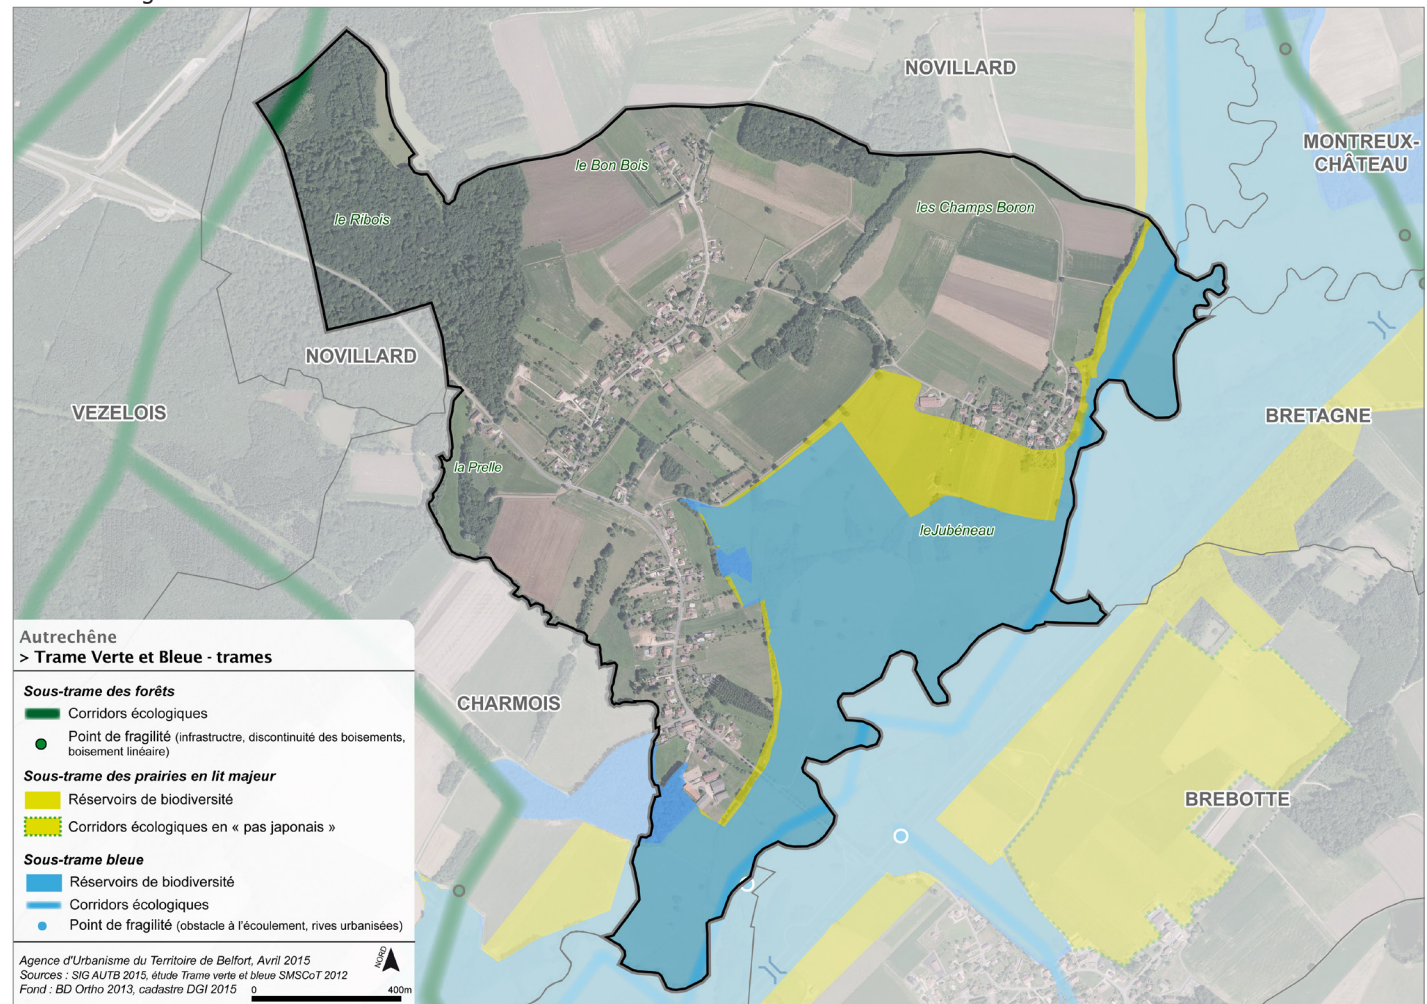 NOVILLARD
MONTREUX-
CHÂTEAU
le Bon Bois
les Champs Boron
le Ribois
NOVILLARD
VEZELOIS
BRETAGNE
la Prelle
leJubéneau
CHARMOIS
BREBOTTE
Autrechêne
> Trame Verte et Bleue - trames
Sous-trame des forêts
Corridors écologiques
Point de fragilité (infrastructre, discontinuité des boisements,
boisement linéaire)
Sous-trame des prairies en lit majeur
Réservoirs de biodiversité
Corridors écologiques en « pas japonais »
Sous-trame bleue
Réservoirs de biodiversité
Corridors écologiques
Point de fragilité (obstacle à l'écoulement, rives urbanisées)
Agence d'Urbanisme du Territoire de Belfort, Avril 2015
Sources : SIG AUTB 2015, étude Trame verte et bleue SMSCoT 2012
Fond : BD Ortho 2013, cadastre DGI 2015
0 400m
NORD